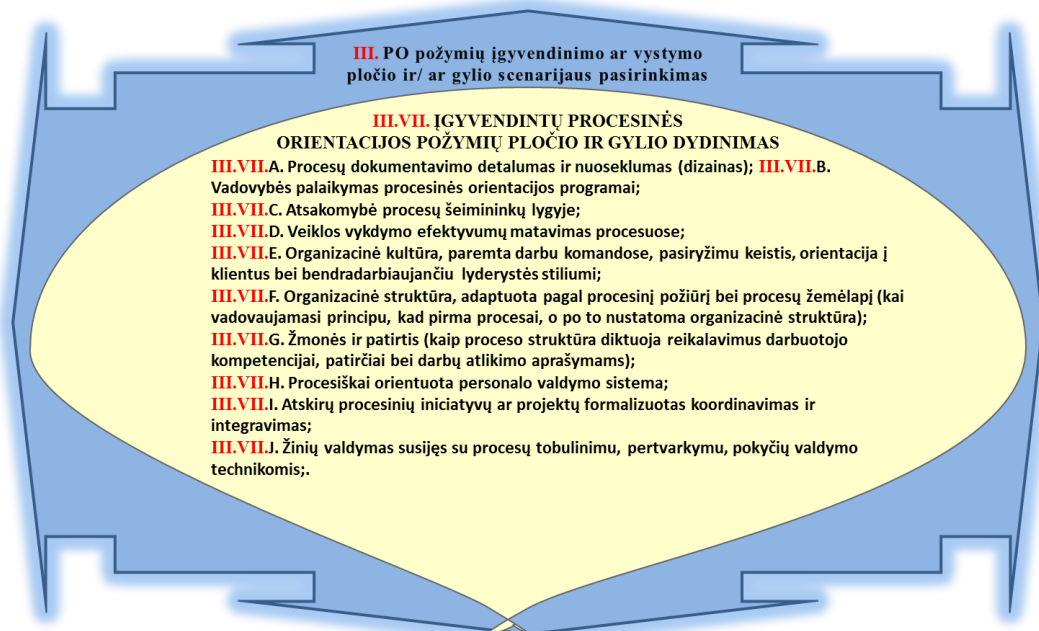 III. PO požymių įgyvendinimo ar vystymo
pločio ir/ ar gylio scenarijaus pasirinkimas
III.VII. ĮGYVENDINTŲ PROCESINĖS
ORIENTACIJOS POŽYMIŲ PLOČIO IR GYLIO DYDINIMAS
III.VII.A. Procesų dokumentavimo detalumas ir nuoseklumas (dizainas); III.VII.B.
Vadovybės palaikymas procesinės orientacijos programai;
III.VII.C. Atsakomybė procesų šeimininkų lygyje;
III.VII.D. Veiklos vykdymo efektyvumų matavimas procesuose;
III.VII.E. Organizacinė kultūra, paremta darbu komandose, pasiryžimu keistis, orientacija į
klientus bei bendradarbiaujančiu lyderystės stiliumi;
III.VII.F. Organizacinė struktūra, adaptuota pagal procesinį požiūrį bei procesų žemėlapį (kai
vadovaujamasi principu, kad pirma procesai, o po to nustatoma organizacinė struktūra);
III.VII.G. Žmonės ir patirtis (kaip proceso struktūra diktuoja reikalavimus darbuotojo
kompetencijai, patirčiai bei darbų atlikimo aprašymams);
III.VII.H. Procesiškai orientuota personalo valdymo sistema;
III.VII.I. Atskirų procesinių iniciatyvų ar projektų formalizuotas koordinavimas ir
integravimas;
III.VII.J. Žinių valdymas susijęs su procesų tobulinimu, pertvarkymu, pokyčių valdymo
technikomis;.